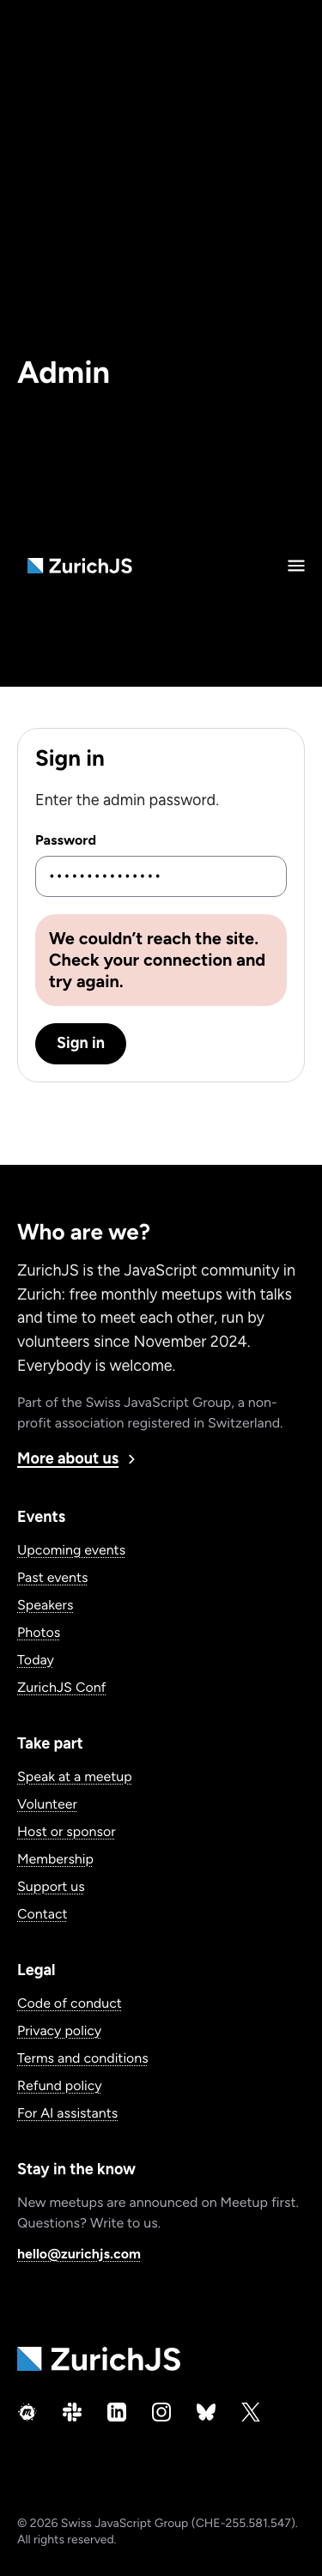 Admin
ZurichJS
Sign in
Enter the admin password.
Password
•••••••••••••••
We couldn’t reach the site.
Check your connection and
try again.
Sign in
Who are we?
ZurichJS is the JavaScript community in
Zurich: free monthly meetups with talks
and time to meet each other, run by
volunteers since November 2024.
Everybody is welcome.
Part of the Swiss JavaScript Group, a non-
profit association registered in Switzerland.
More about us
Events
Upcoming events
Past events
Speakers
Photos
Today
ZurichJS Conf
Take part
Speak at a meetup
Volunteer
Host or sponsor
Membership
Support us
Contact
Legal
Code of conduct
Privacy policy
Terms and conditions
Refund policy
For AI assistants
Stay in the know
New meetups are announced on Meetup first.
Questions? Write to us.
hello@zurichjs.com
ZurichJS
© 2026 Swiss JavaScript Group (CHE-255.581.547).
All rights reserved.